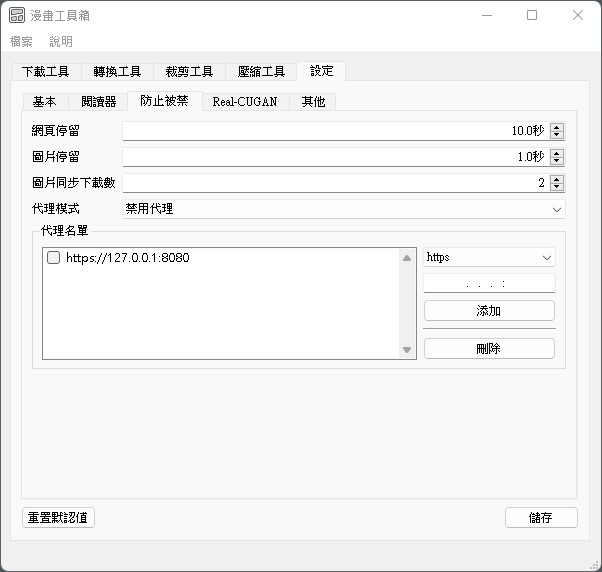 漫畫工具箱
檔案 說明
下載工具 轉換工具 裁剪工具 壓縮工具 設定
基本 閱讀器 防止被禁 Real-CUGAN 其他
網頁停留 10.0秒
圖片停留 1.0秒
圖片同步下載數 2
代理模式 禁用代理
代理名單
https://127.0.0.1:8080 https
. . . :
添加
刪除
重置默認值 儲存